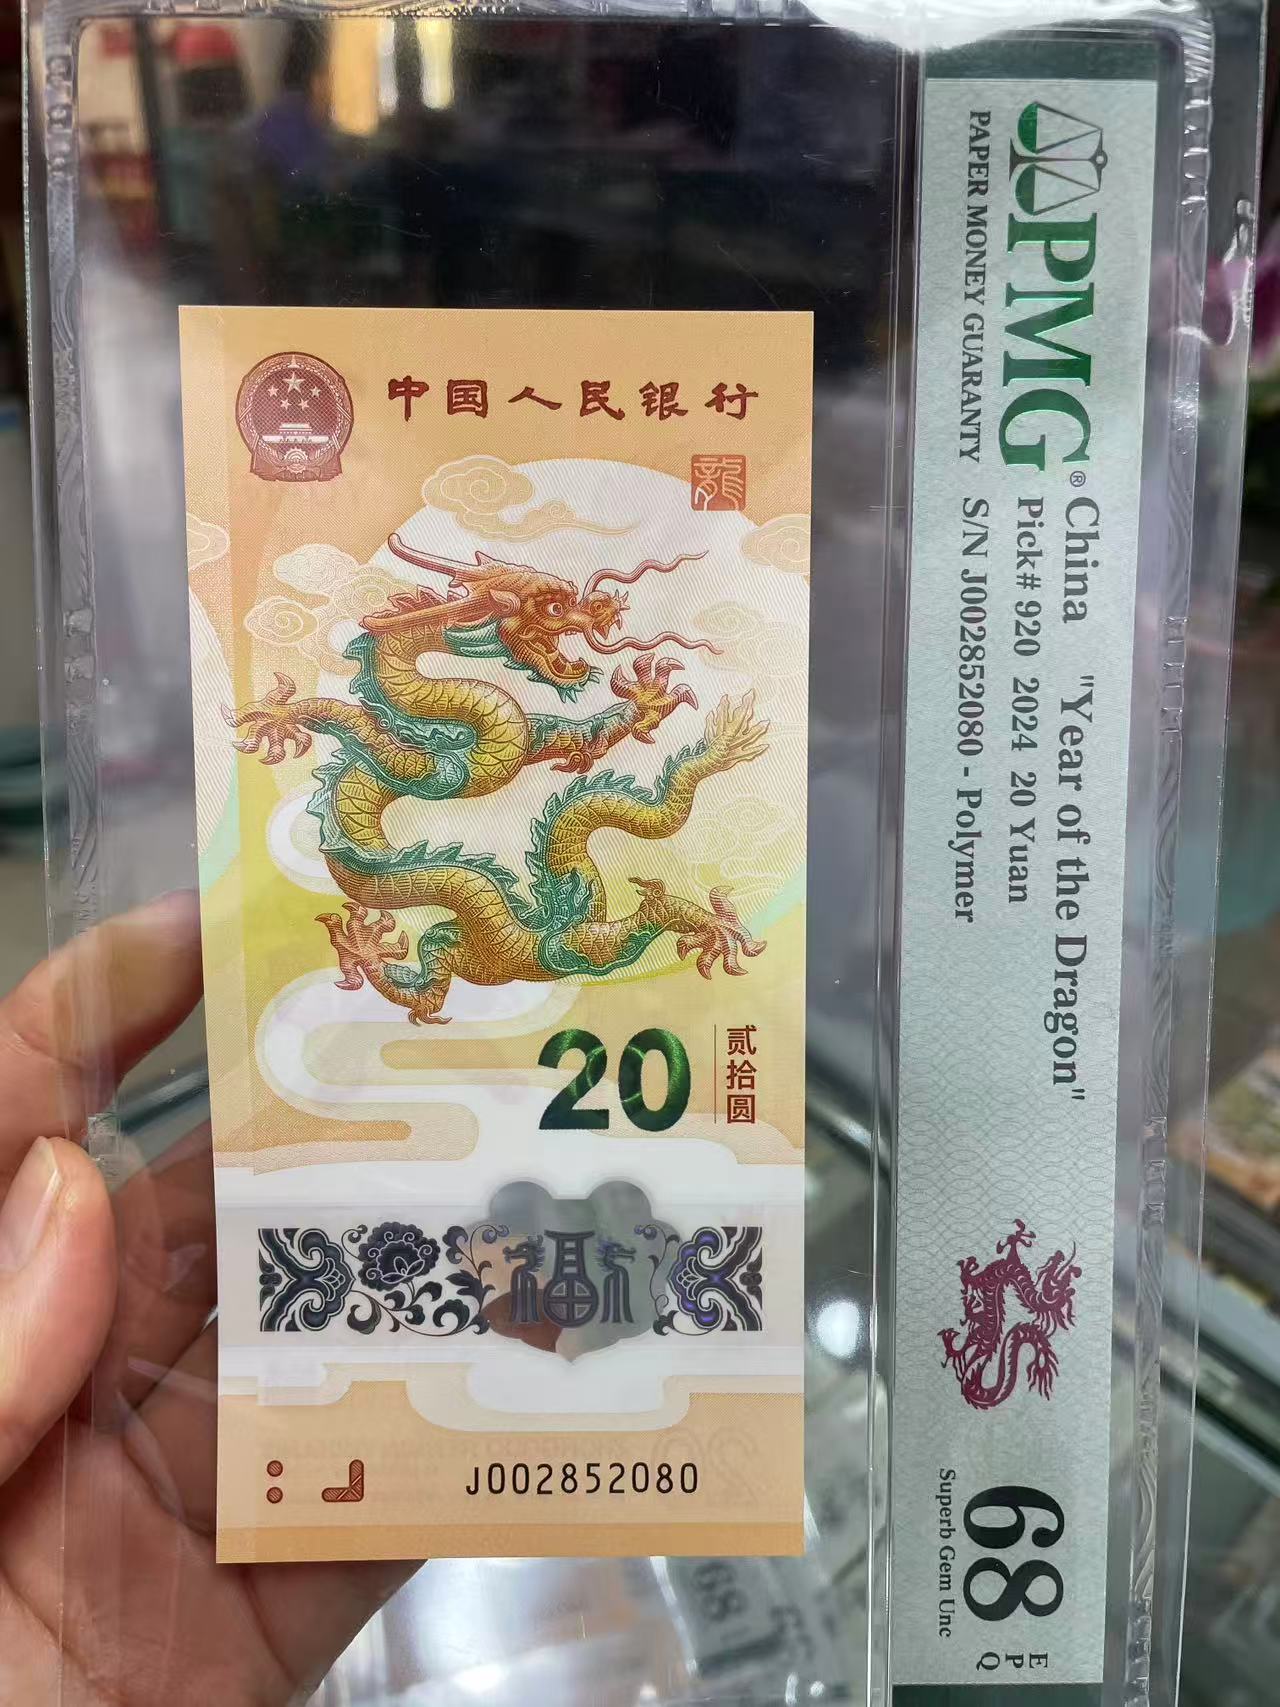 中国人民银行
龍
20
贰拾圆
福
J002852080
PMG®
PAPER MONEY GUARANTY
China "Year of the Dragon"
Pick# 920 2024 20 Yuan
S/N J002852080 - Polymer
68 EPQ
Superb Gem Unc
68